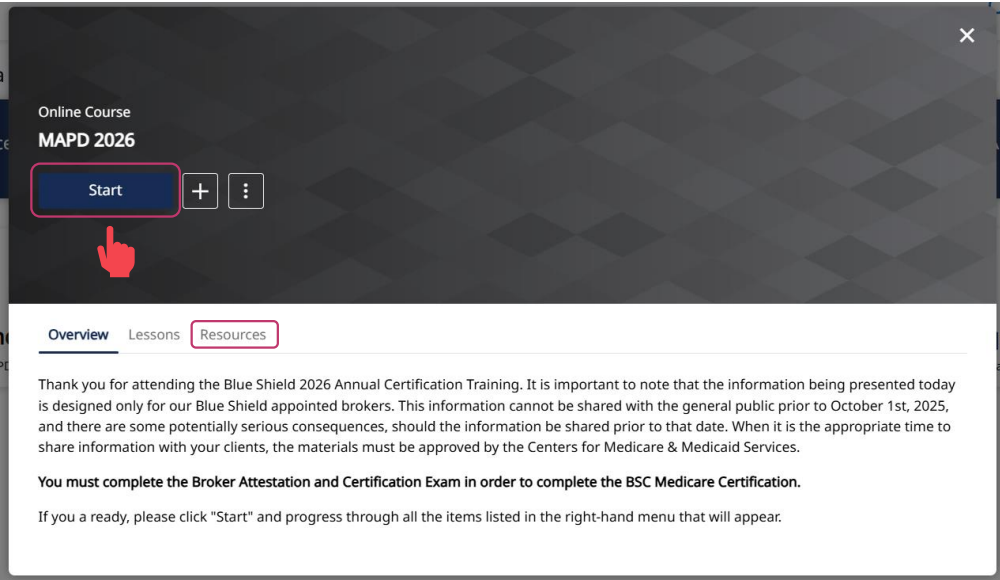 Online Course
MAPD 2026
Start
Overview Lessons Resources
Thank you for attending the Blue Shield 2026 Annual Certification Training. It is important to note that the information being presented today
is designed only for our Blue Shield appointed brokers. This information cannot be shared with the general public prior to October 1st, 2025,
and there are some potentially serious consequences, should the information be shared prior to that date. When it is the appropriate time to
share information with your clients, the materials must be approved by the Centers for Medicare & Medicaid Services.
You must complete the Broker Attestation and Certification Exam in order to complete the BSC Medicare Certification.
If you a ready, please click "Start" and progress through all the items listed in the right-hand menu that will appear.